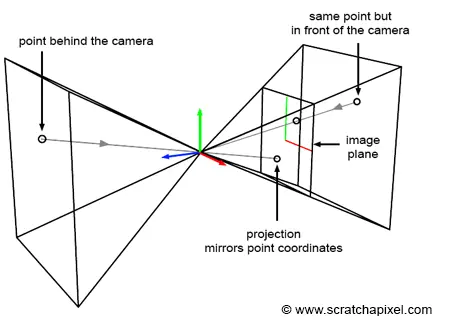 same point but
in front of the camera
point behind the camera
image
plane
projection
mirrors point coordinates
© www.scratchapixel.com